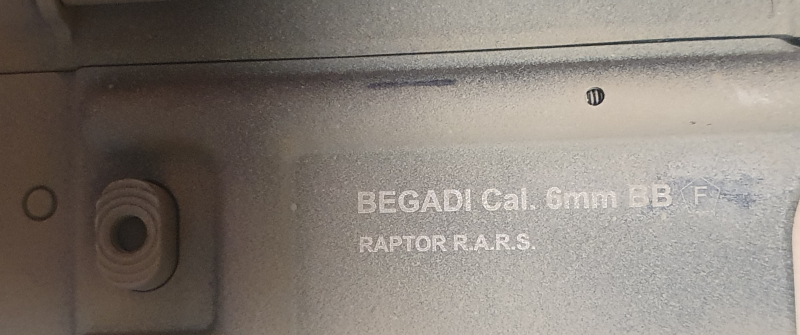 BEGADI Cal. 6mm BB F
RAPTOR R.A.R.S.